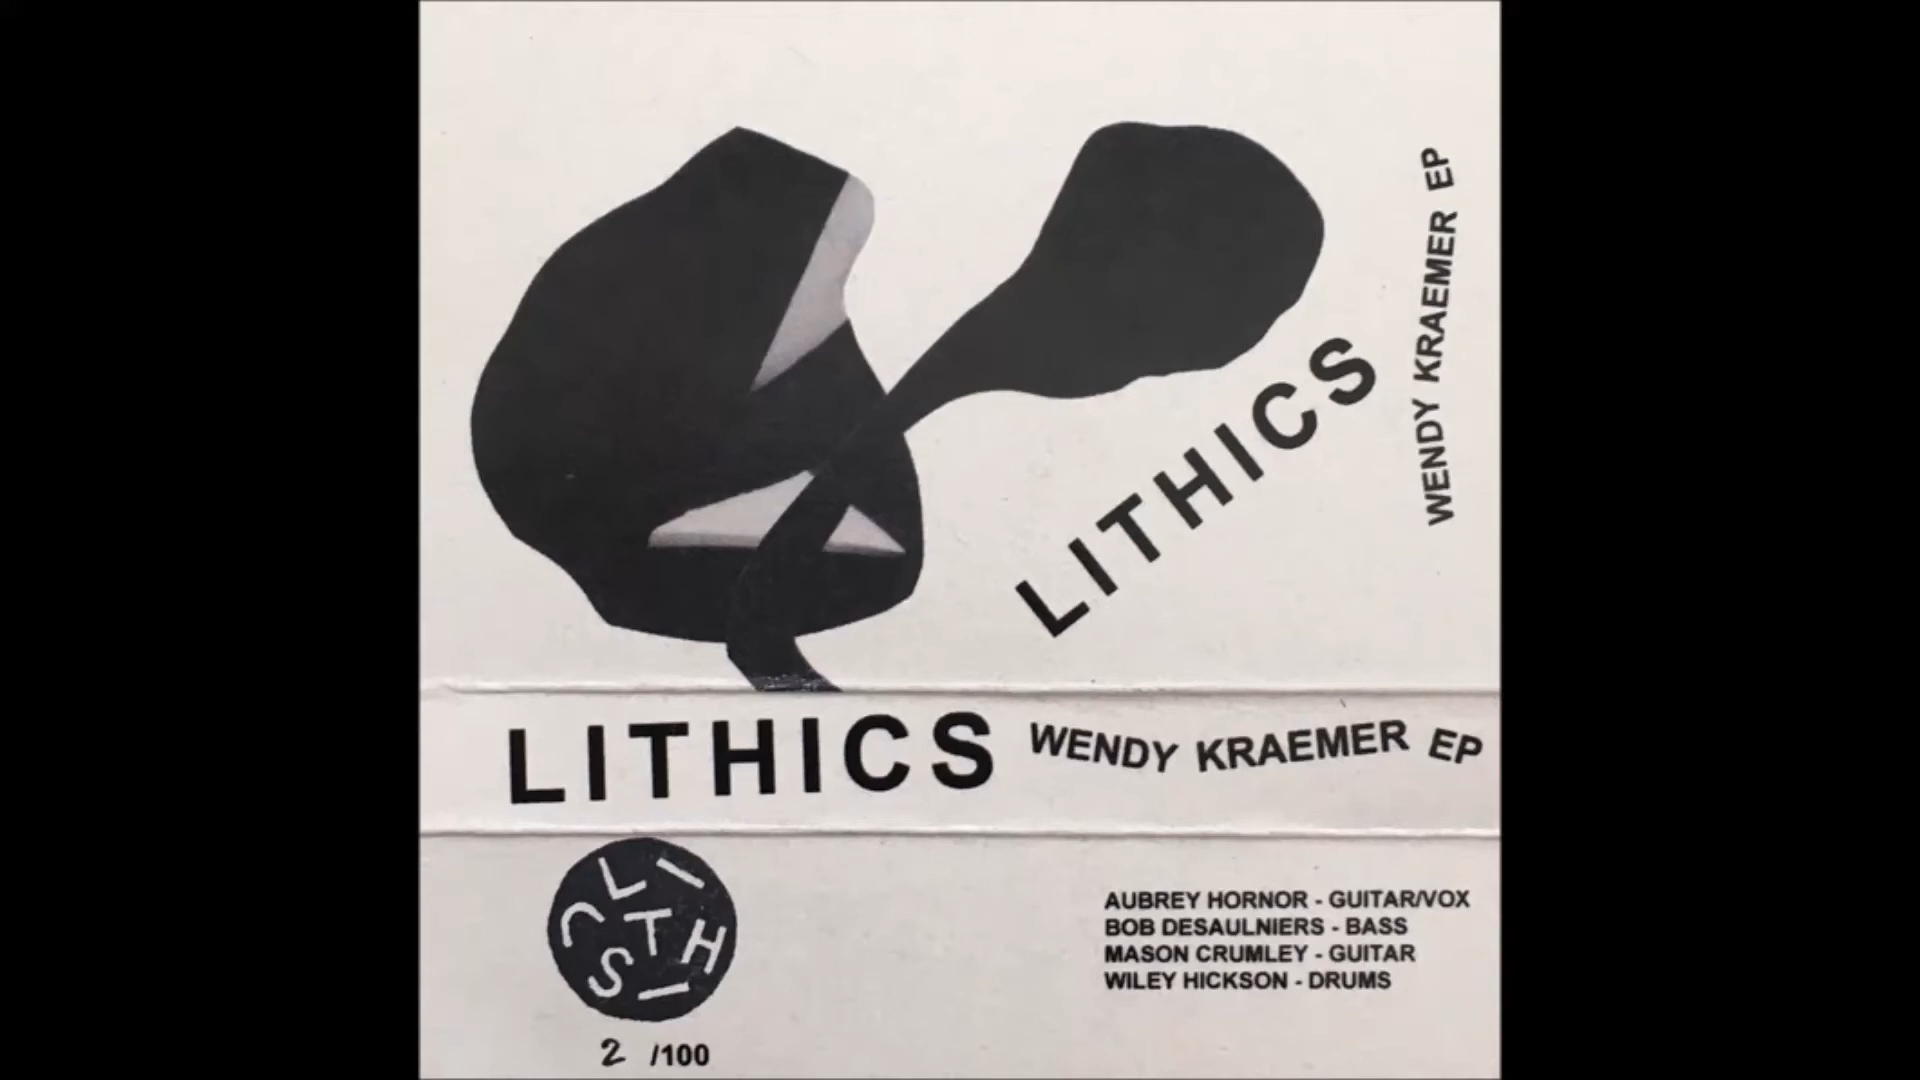 WENDY KRAEMER EP
LITHICS
LITHICS
WENDY KRAEMER EP
LITHICS
AUBREY HORNOR - GUITAR/VOX
BOB DESAULNIERS - BASS
MASON CRUMLEY - GUITAR
WILEY HICKSON - DRUMS
2 /100